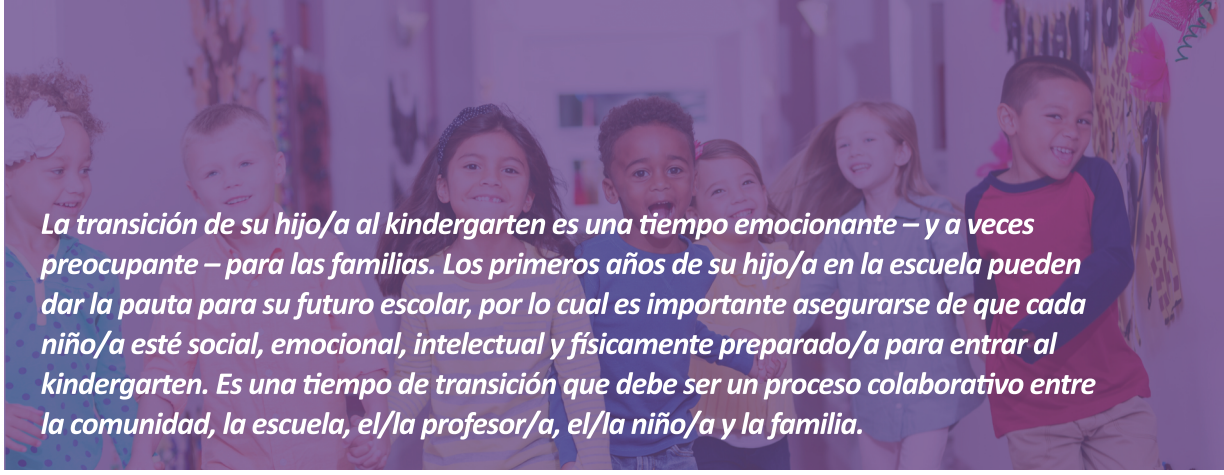 La transición de su hijo/a al kindergarten es una tiempo emocionante – y a veces
preocupante – para las familias. Los primeros años de su hijo/a en la escuela pueden
dar la pauta para su futuro escolar, por lo cual es importante asegurarse de que cada
niño/a esté social, emocional, intelectual y físicamente preparado/a para entrar al
kindergarten. Es una tiempo de transición que debe ser un proceso colaborativo entre
la comunidad, la escuela, el/la profesor/a, el/la niño/a y la familia.